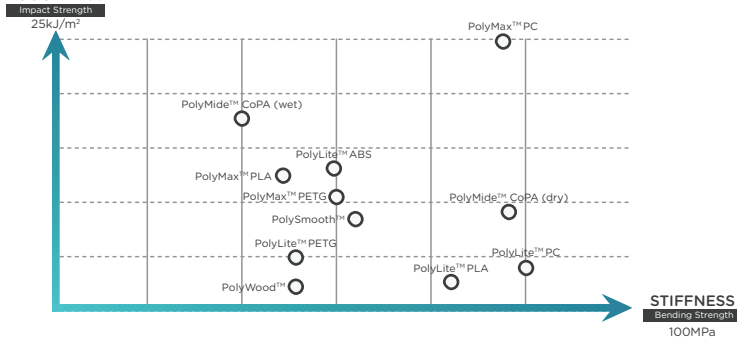 Impact Strength
25kJ/m²
PolyMax™ PC
PolyMide™ CoPA (wet)
PolyLite™ ABS
PolyMax™ PLA
PolyMax™ PETG
PolyMide™ CoPA (dry)
PolySmooth™
PolyLite™ PETG
PolyLite™ PC
PolyLite™ PLA
PolyWood™
STIFFNESS
Bending Strength
100MPa